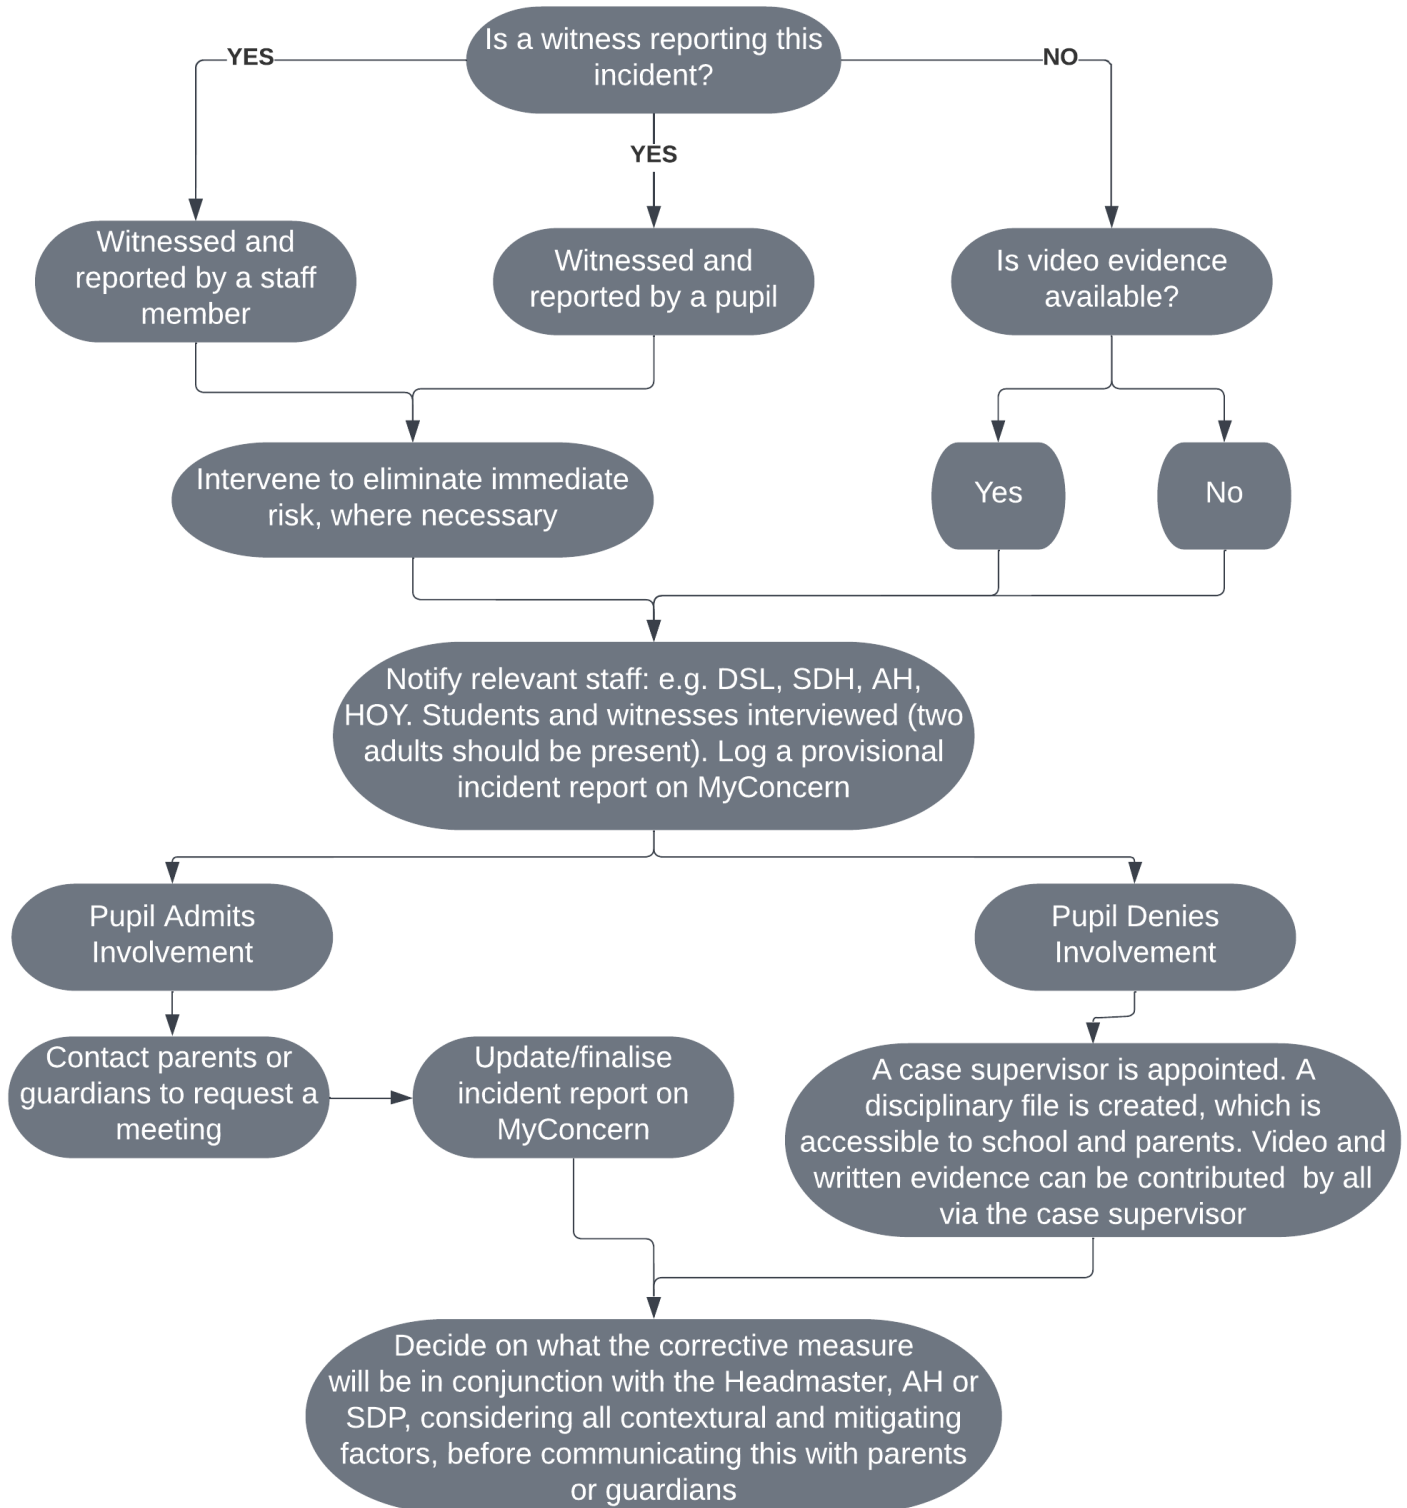 Is a witness reporting this
incident?
YES
NO
YES
Witnessed and
reported by a staff
member
Witnessed and
reported by a pupil
Is video evidence
available?
Intervene to eliminate immediate
risk, where necessary
Yes
No
Notify relevant staff: e.g. DSL, SDH, AH,
HOY. Students and witnesses interviewed (two
adults should be present). Log a provisional
incident report on MyConcern
Pupil Admits
Involvement
Pupil Denies
Involvement
Contact parents or
guardians to request a
meeting
Update/finalise
incident report on
MyConcern
A case supervisor is appointed. A
disciplinary file is created, which is
accessible to school and parents. Video and
written evidence can be contributed  by all
via the case supervisor
Decide on what the corrective measure
will be in conjunction with the Headmaster, AH or
SDP, considering all contextural and mitigating
factors, before communicating this with parents
or guardians